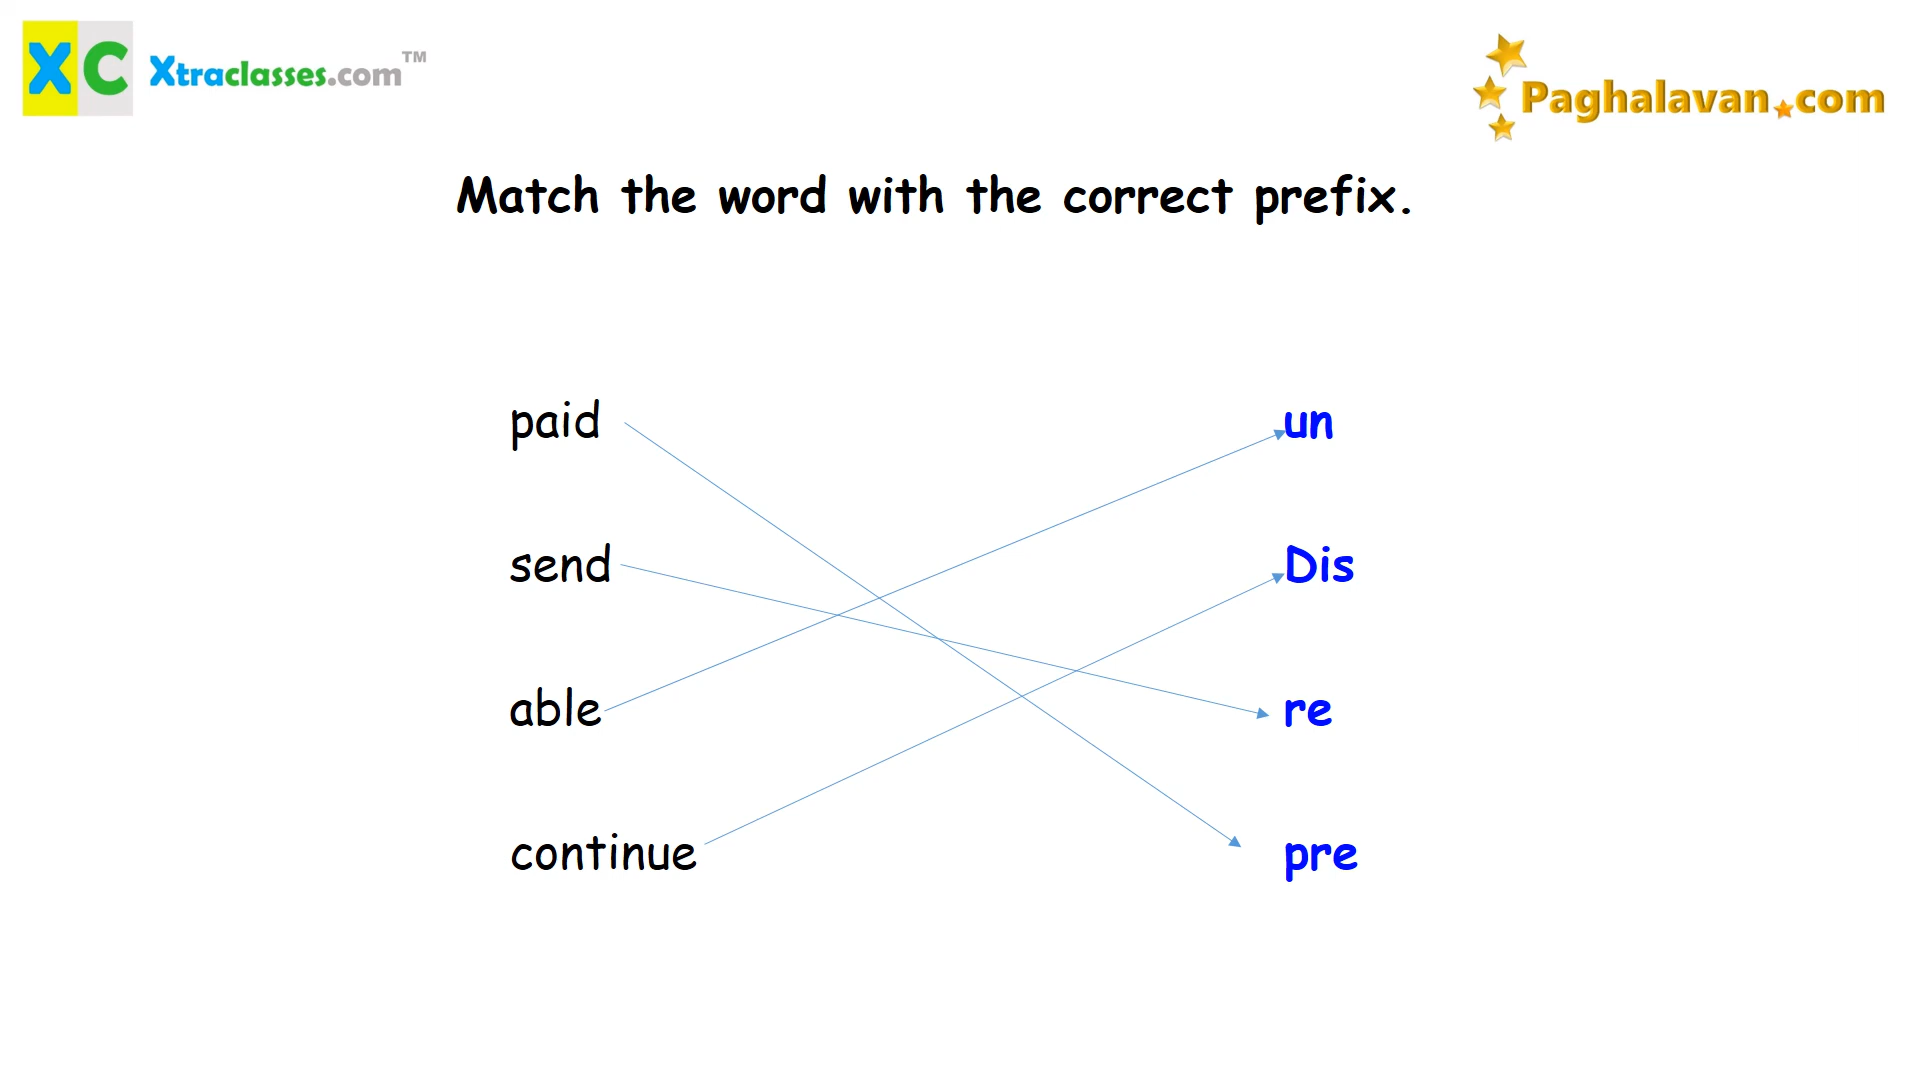 XC Xtraclasses.com™
Paghalavan.com
Match the word with the correct prefix.
paid un
send Dis
able re
continue pre